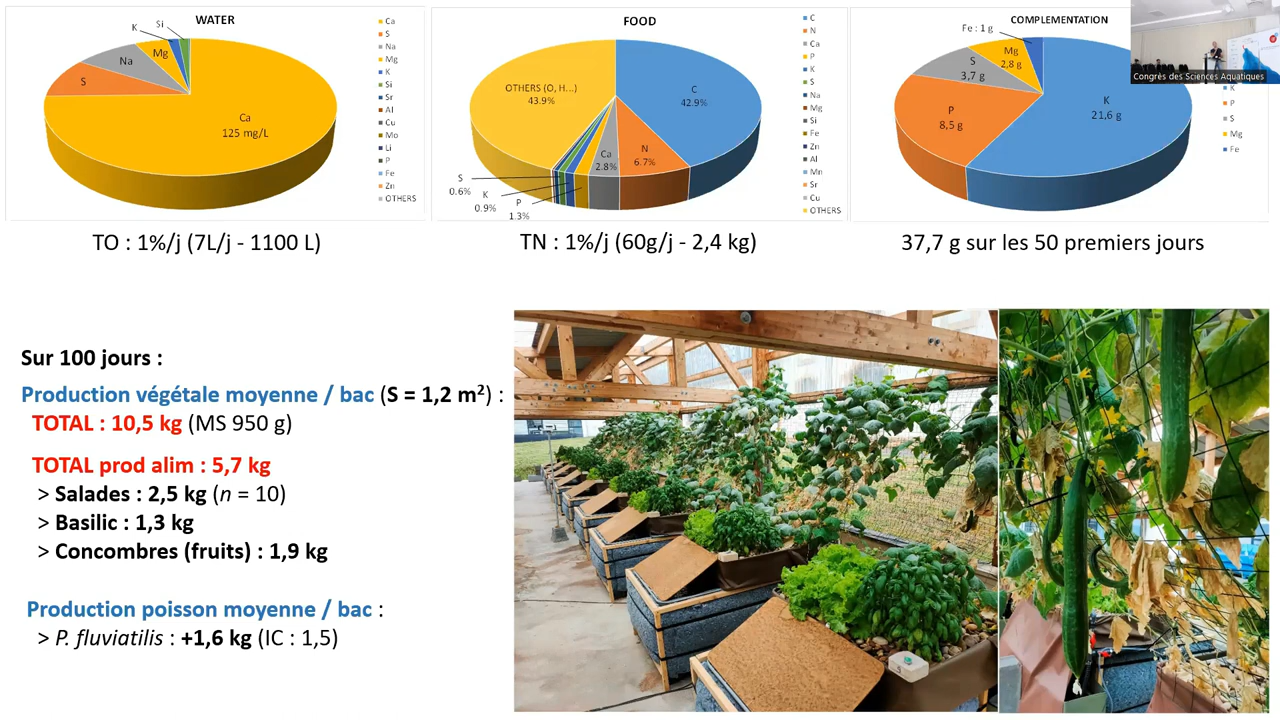 WATER
K
Si
Mg
Na
S
Ca
125 mg/L
Ca
S
Na
Mg
K
Si
Sr
Al
Cu
Mo
Li
P
Fe
Zn
OTHERS
TO : 1%/j (7L/j - 1100 L)
FOOD
OTHERS (O, H...)
43.9%
C
42.9%
N
6.7%
Ca
2.8%
S
0.6%
K
0.9%
P
1.3%
C
N
Ca
P
K
S
Na
Mg
Si
Fe
Zn
Al
Mn
Sr
Cu
OTHERS
TN : 1%/j (60g/j - 2,4 kg)
COMPLEMENTATION
Fe : 1 g
Mg
2,8 g
S
3,7 g
P
8,5 g
K
21,6 g
K
P
S
Mg
Fe
Congrès des Sciences Aquatiques
37,7 g sur les 50 premiers jours
Sur 100 jours :
Production végétale moyenne / bac (S = 1,2 m²) :
TOTAL : 10,5 kg (MS 950 g)
TOTAL prod alim : 5,7 kg
> Salades : 2,5 kg (n = 10)
> Basilic : 1,3 kg
> Concombres (fruits) : 1,9 kg
Production poisson moyenne / bac :
> P. fluviatilis : +1,6 kg (IC : 1,5)